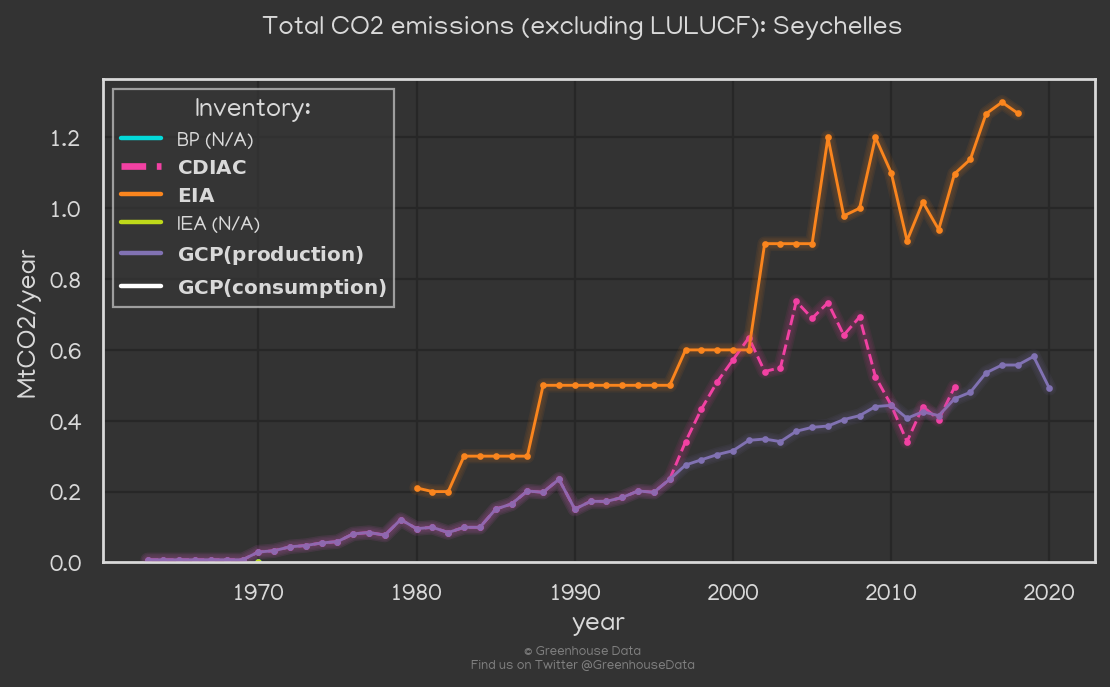 Total CO2 emissions (excluding LULUCF): Seychelles
Inventory:
BP (N/A)
CDIAC
EIA
IEA (N/A)
GCP(production)
GCP(consumption)
MtCO2/year
1.2
1.0
0.8
0.6
0.4
0.2
0.0
1970 1980 1990 2000 2010 2020
year
© Greenhouse Data
Find us on Twitter @GreenhouseData